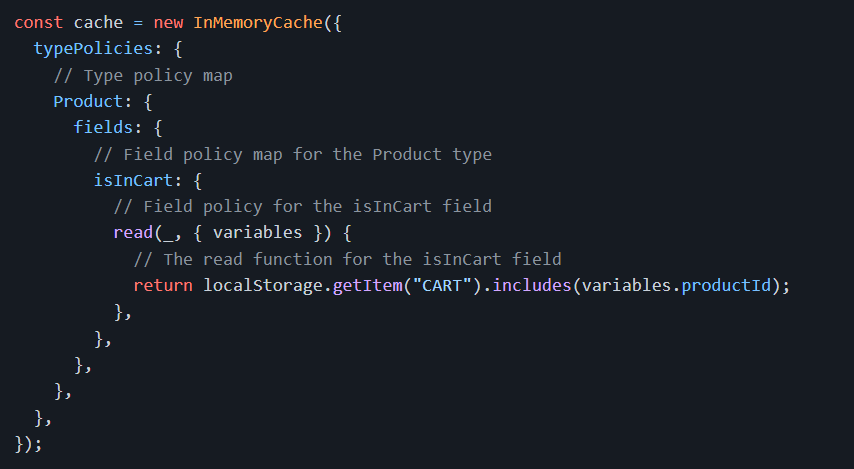 const cache = new InMemoryCache({
  typePolicies: {
    // Type policy map
    Product: {
      fields: {
        // Field policy map for the Product type
        isInCart: {
          // Field policy for the isInCart field
          read(_, { variables }) {
            // The read function for the isInCart field
            return localStorage.getItem("CART").includes(variables.productId);
          },
        },
      },
    },
  },
});